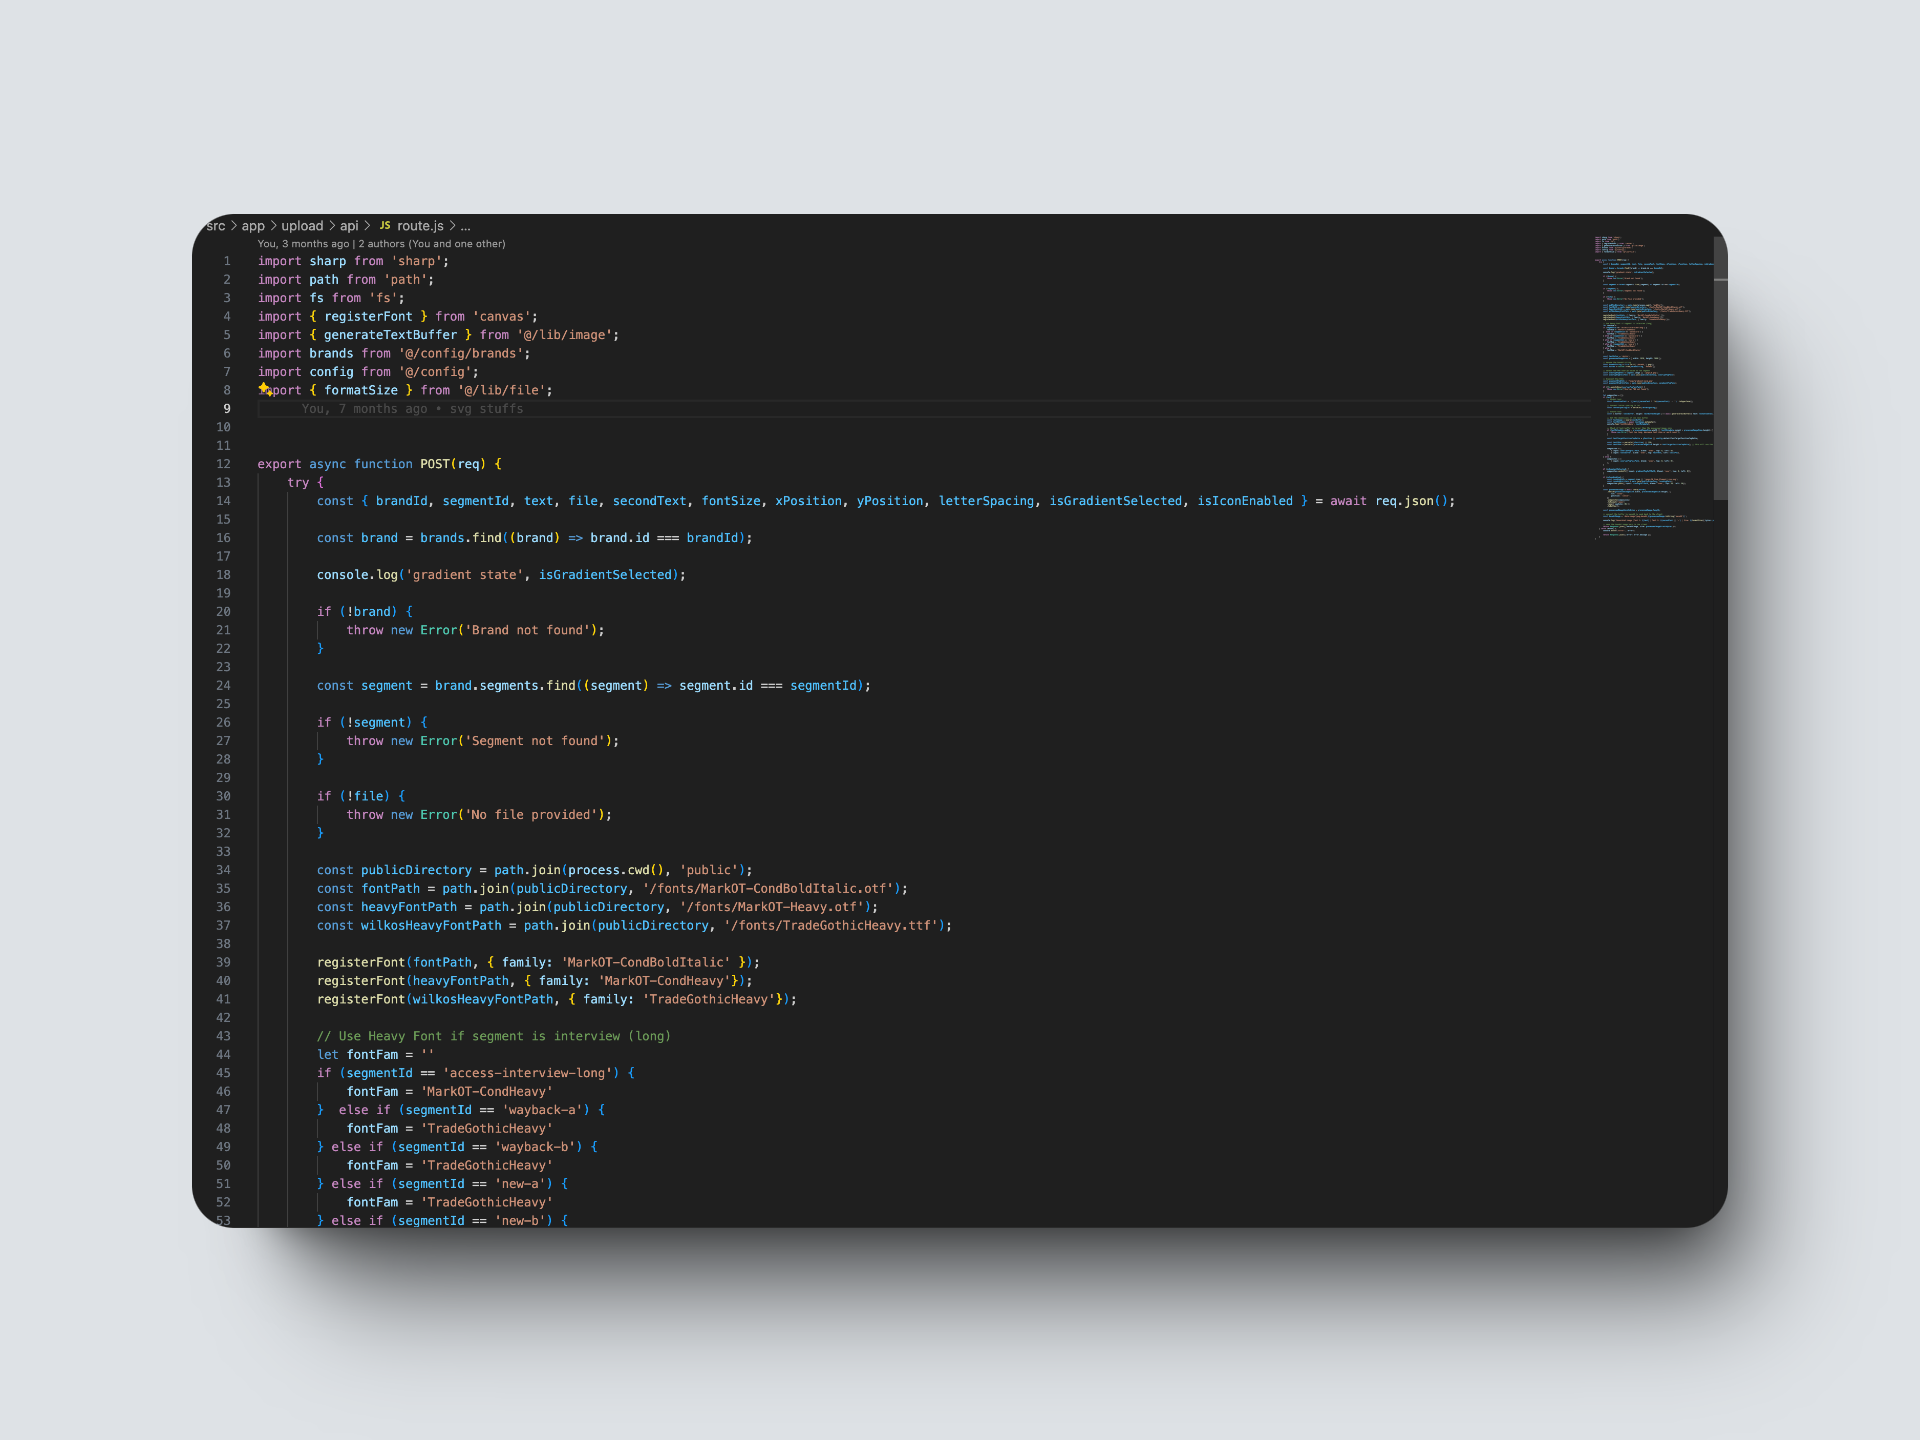 src > app > upload > api > JS route.js > ...
You, 3 months ago | 2 authors (You and one other)
1 import sharp from 'sharp';
2 import path from 'path';
3 import fs from 'fs';
4 import { registerFont } from 'canvas';
5 import { generateTextBuffer } from '@/lib/image';
6 import brands from '@/config/brands';
7 import config from '@/config';
8 import { formatSize } from '@/lib/file';
9 You, 7 months ago • svg stuffs
10
11
12 export async function POST(req) {
13 try {
14 const { brandId, segmentId, text, file, secondText, fontSize, xPosition, yPosition, letterSpacing, isGradientSelected, isIconEnabled } = await req.json();
15
16 const brand = brands.find((brand) => brand.id === brandId);
17
18 console.log('gradient state', isGradientSelected);
19
20 if (!brand) {
21 throw new Error('Brand not found');
22 }
23
24 const segment = brand.segments.find((segment) => segment.id === segmentId);
25
26 if (!segment) {
27 throw new Error('Segment not found');
28 }
29
30 if (!file) {
31 throw new Error('No file provided');
32 }
33
34 const publicDirectory = path.join(process.cwd(), 'public');
35 const fontPath = path.join(publicDirectory, '/fonts/MarkOT-CondBoldItalic.otf');
36 const heavyFontPath = path.join(publicDirectory, '/fonts/MarkOT-Heavy.otf');
37 const wilkosHeavyFontPath = path.join(publicDirectory, '/fonts/TradeGothicHeavy.ttf');
38
39 registerFont(fontPath, { family: 'MarkOT-CondBoldItalic' });
40 registerFont(heavyFontPath, { family: 'MarkOT-CondHeavy'});
41 registerFont(wilkosHeavyFontPath, { family: 'TradeGothicHeavy'});
42
43 // Use Heavy Font if segment is interview (long)
44 let fontFam = ''
45 if (segmentId == 'access-interview-long') {
46 fontFam = 'MarkOT-CondHeavy'
47 } else if (segmentId == 'wayback-a') {
48 fontFam = 'TradeGothicHeavy'
49 } else if (segmentId == 'wayback-b') {
50 fontFam = 'TradeGothicHeavy'
51 } else if (segmentId == 'new-a') {
52 fontFam = 'TradeGothicHeavy'
53 } else if (segmentId == 'new-b') {